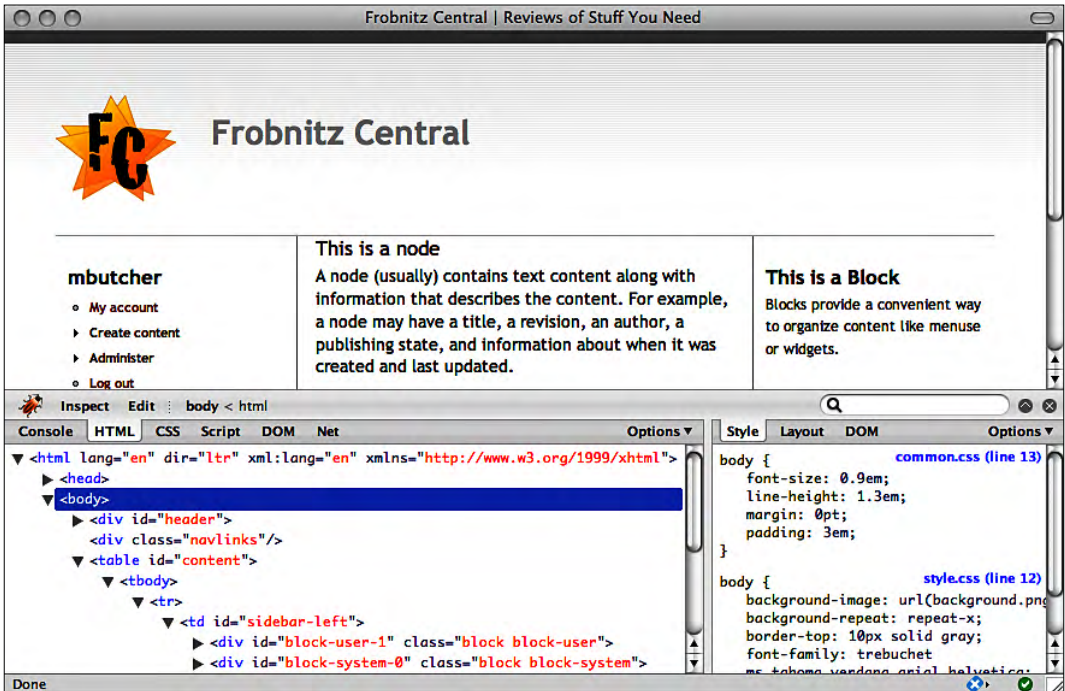 Frobnitz Central | Reviews of Stuff You Need
FC
Frobnitz Central
mbutcher
My account
Create content
Administer
Log out
This is a node
A node (usually) contains text content along with
information that describes the content. For example,
a node may have a title, a revision, an author, a
publishing state, and information about when it was
created and last updated.
This is a Block
Blocks provide a convenient way
to organize content like menuse
or widgets.
Inspect Edit body < html
Console HTML CSS Script DOM Net Options
<html lang="en" dir="ltr" xml:lang="en" xmlns="http://www.w3.org/1999/xhtml">
<head>
<body>
<div id="header">
<div class="navlinks"/>
<table id="content">
<tbody>
<tr>
<td id="sidebar-left">
<div id="block-user-1" class="block block-user">
<div id="block-system-0" class="block block-system">
Style Layout DOM Options
body { common.css (line 13)
font-size: 0.9em;
line-height: 1.3em;
margin: 0pt;
padding: 3em;
}
body { style.css (line 12)
background-image: url(background.png
background-repeat: repeat-x;
border-top: 10px solid gray;
font-family: trebuchet
ms,tahoma,verdana,arial,helvetica;
Done